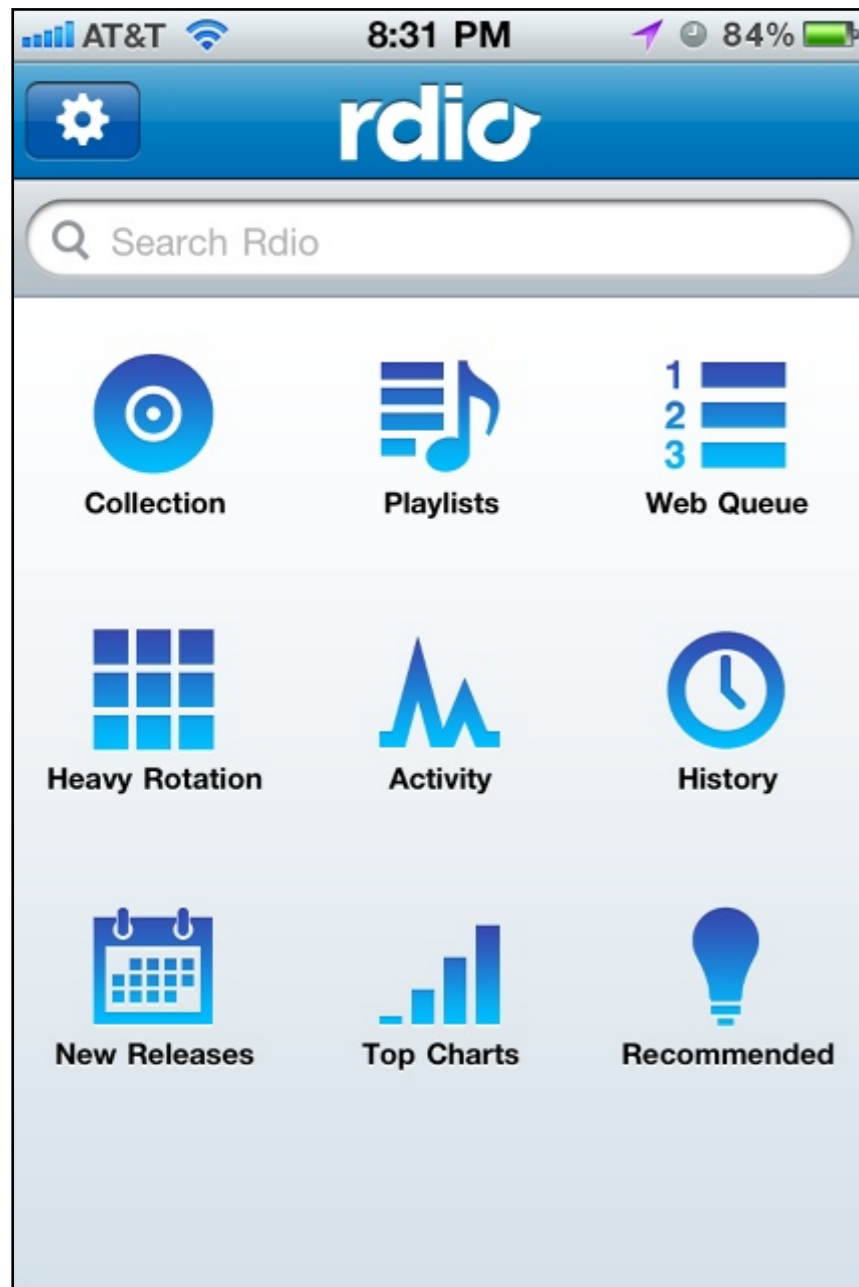 AT&T 8:31 PM 84%
rdio
Search Rdio
1
2
3
Collection Playlists Web Queue
Heavy Rotation Activity History
New Releases Top Charts Recommended